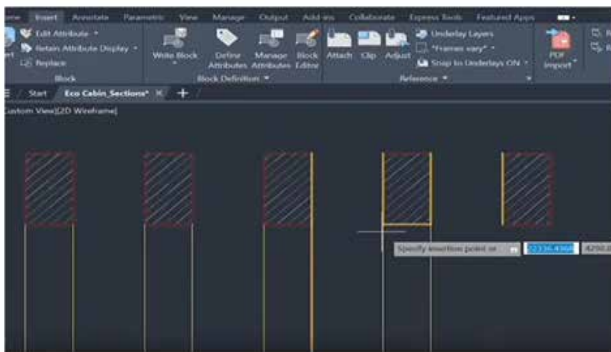 Insert Annotate Parametric View Manage Output Add-ins Collaborate Express Tools Featured Apps
Edit Attribute
Retain Attribute Display
Replace
Write Block
Define Attributes
Manage Attributes
Block Editor
Attach
Clip
Adjust
Underlay Layers
*Frames vary*
Snap to Underlays ON
PDF Import
Block
Block Definition
Reference
Start
Eco Cabin_Sections*
Custom View][2D Wireframe]
Specify insertion point or